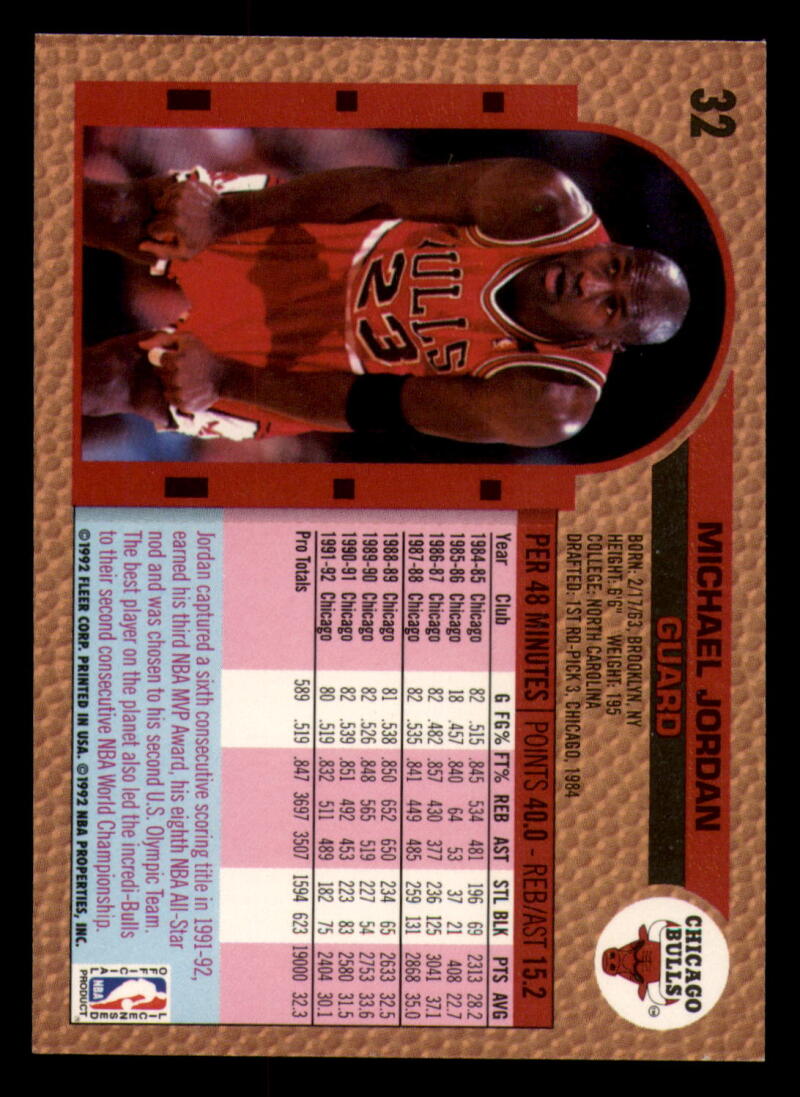 32
MICHAEL JORDAN
GUARD
CHICAGO
BULLS
BULLS
23
BORN: 2/17/63, BROOKLYN, NY
HEIGHT: 6'6" WEIGHT: 195
COLLEGE: NORTH CAROLINA
DRAFTED: 1ST RD-PICK 3, CHICAGO, 1984
PER 48 MINUTES POINTS 40.0 - REB/AST 15.2
Year Club G FG% FT% REB AST STL BLK PTS AVG
1984-85 Chicago 82 .515 .845 534 481 196 69 2313 28.2
1985-86 Chicago 18 .457 .840 64 53 37 21 408 22.7
1986-87 Chicago 82 .482 .857 430 377 236 125 3041 37.1
1987-88 Chicago 82 .535 .841 449 485 259 131 2868 35.0
1988-89 Chicago 81 .538 .850 652 650 234 65 2633 32.5
1989-90 Chicago 82 .526 .848 565 519 227 54 2753 33.6
1990-91 Chicago 82 .539 .851 492 453 223 83 2580 31.5
1991-92 Chicago 80 .519 .832 511 489 182 75 2404 30.1
Pro Totals 589 .519 .847 3697 3507 1594 623 19000 32.3
Jordan captured a sixth consecutive scoring title in 1991-92,
earned his third NBA MVP Award, his eighth NBA All-Star
nod and was chosen to his second U.S. Olympic Team.
The best player on the planet also led the incredi-Bulls
to their second consecutive NBA World Championship.
©1992 FLEER CORP. PRINTED IN USA. ©1992 NBA PROPERTIES, INC.
OFFICIAL
LICENSED
NBA
PRODUCT